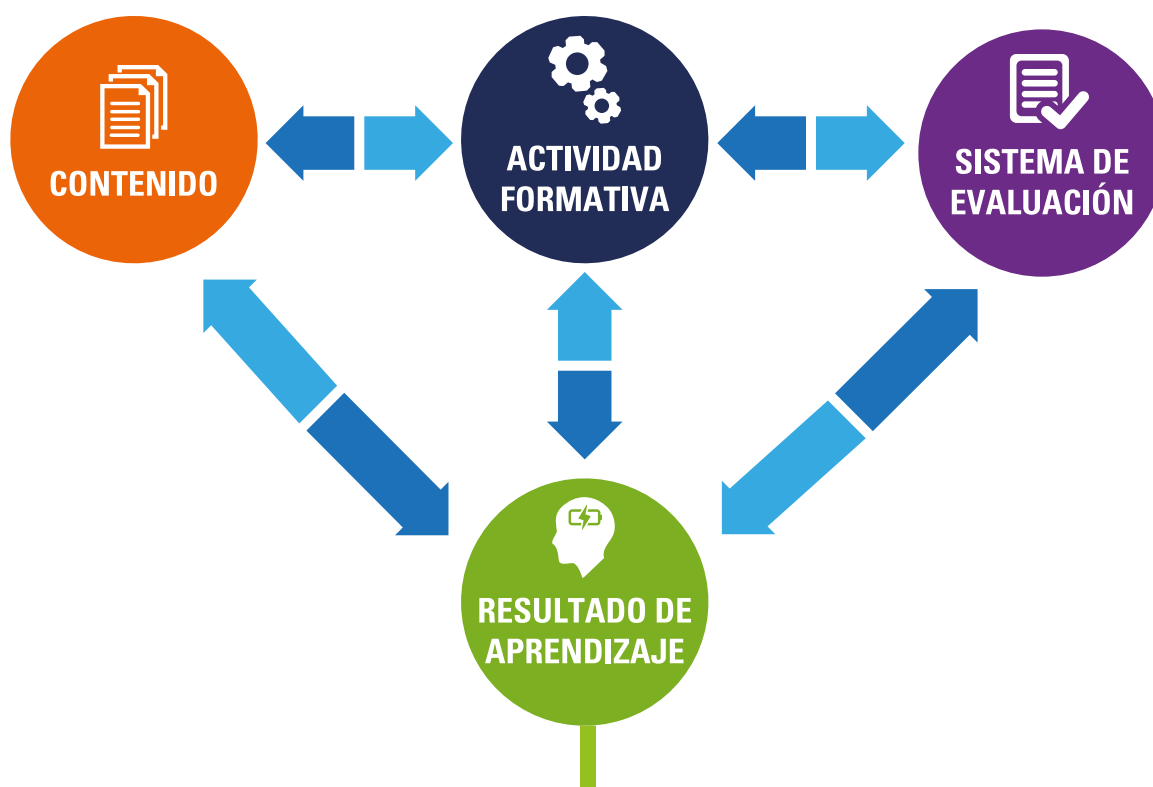 CONTENIDO
ACTIVIDAD
FORMATIVA
SISTEMA DE
EVALUACIÓN
RESULTADO DE
APRENDIZAJE